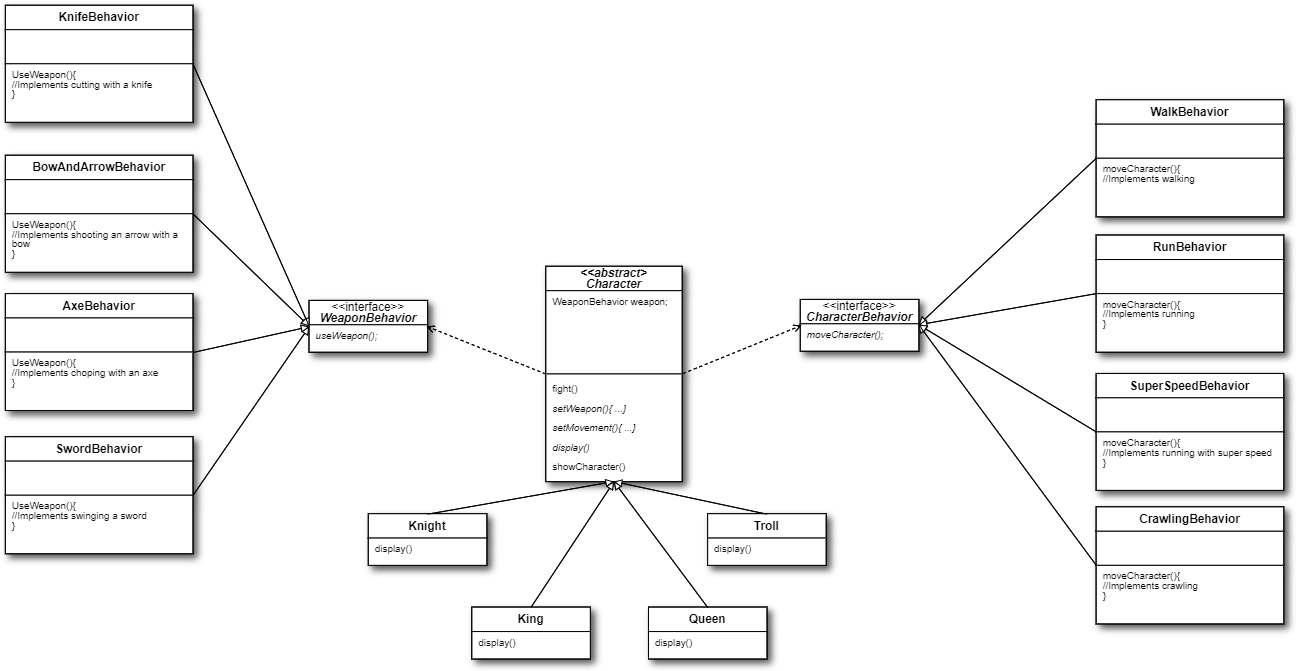 KnifeBehavior
UseWeapon(){
//Implements cutting with a knife
}
BowAndArrowBehavior
UseWeapon(){
//Implements shooting an arrow with a
bow
}
AxeBehavior
UseWeapon(){
//Implements choping with an axe
}
SwordBehavior
UseWeapon(){
//Implements swinging a sword
}
<<interface>>
WeaponBehavior
useWeapon();
<<abstract>
Character
WeaponBehavior weapon;
fight()
setWeapon(){ ...}
setMovement(){ ...}
display()
showCharacter()
Knight
display()
King
display()
Queen
display()
Troll
display()
<<interface>>
CharacterBehavior
moveCharacter();
WalkBehavior
moveCharacter(){
//Implements walking
RunBehavior
moveCharacter(){
//Implements running
}
SuperSpeedBehavior
moveCharacter(){
//Implements running with super speed
}
CrawlingBehavior
moveCharacter(){
//Implements crawling
}